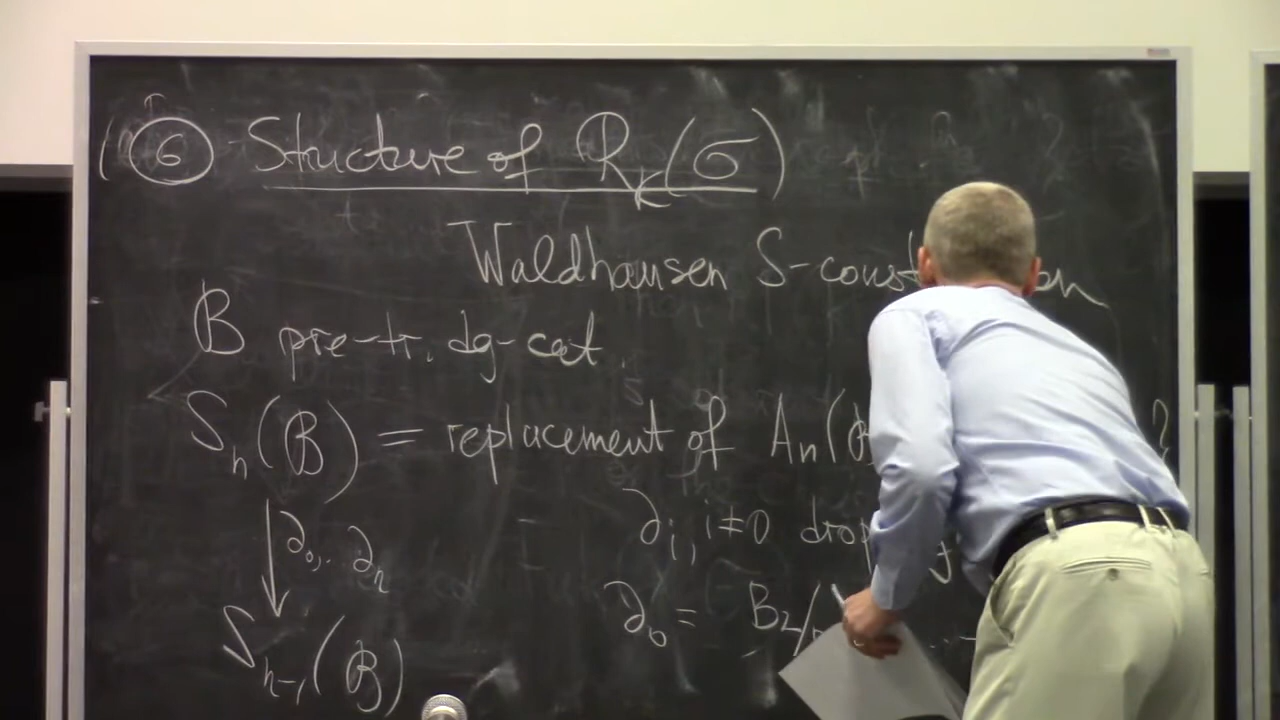 ⑥ Structure of R_K(σ)
Waldhausen S-const
B pre-tr. dg-cat.
S_n(B) = replacement of A_n(B
∂_0,.. ∂_n
∂_i, i≠0 drop
∂_0 = B_2/
S_{n-1}(B)